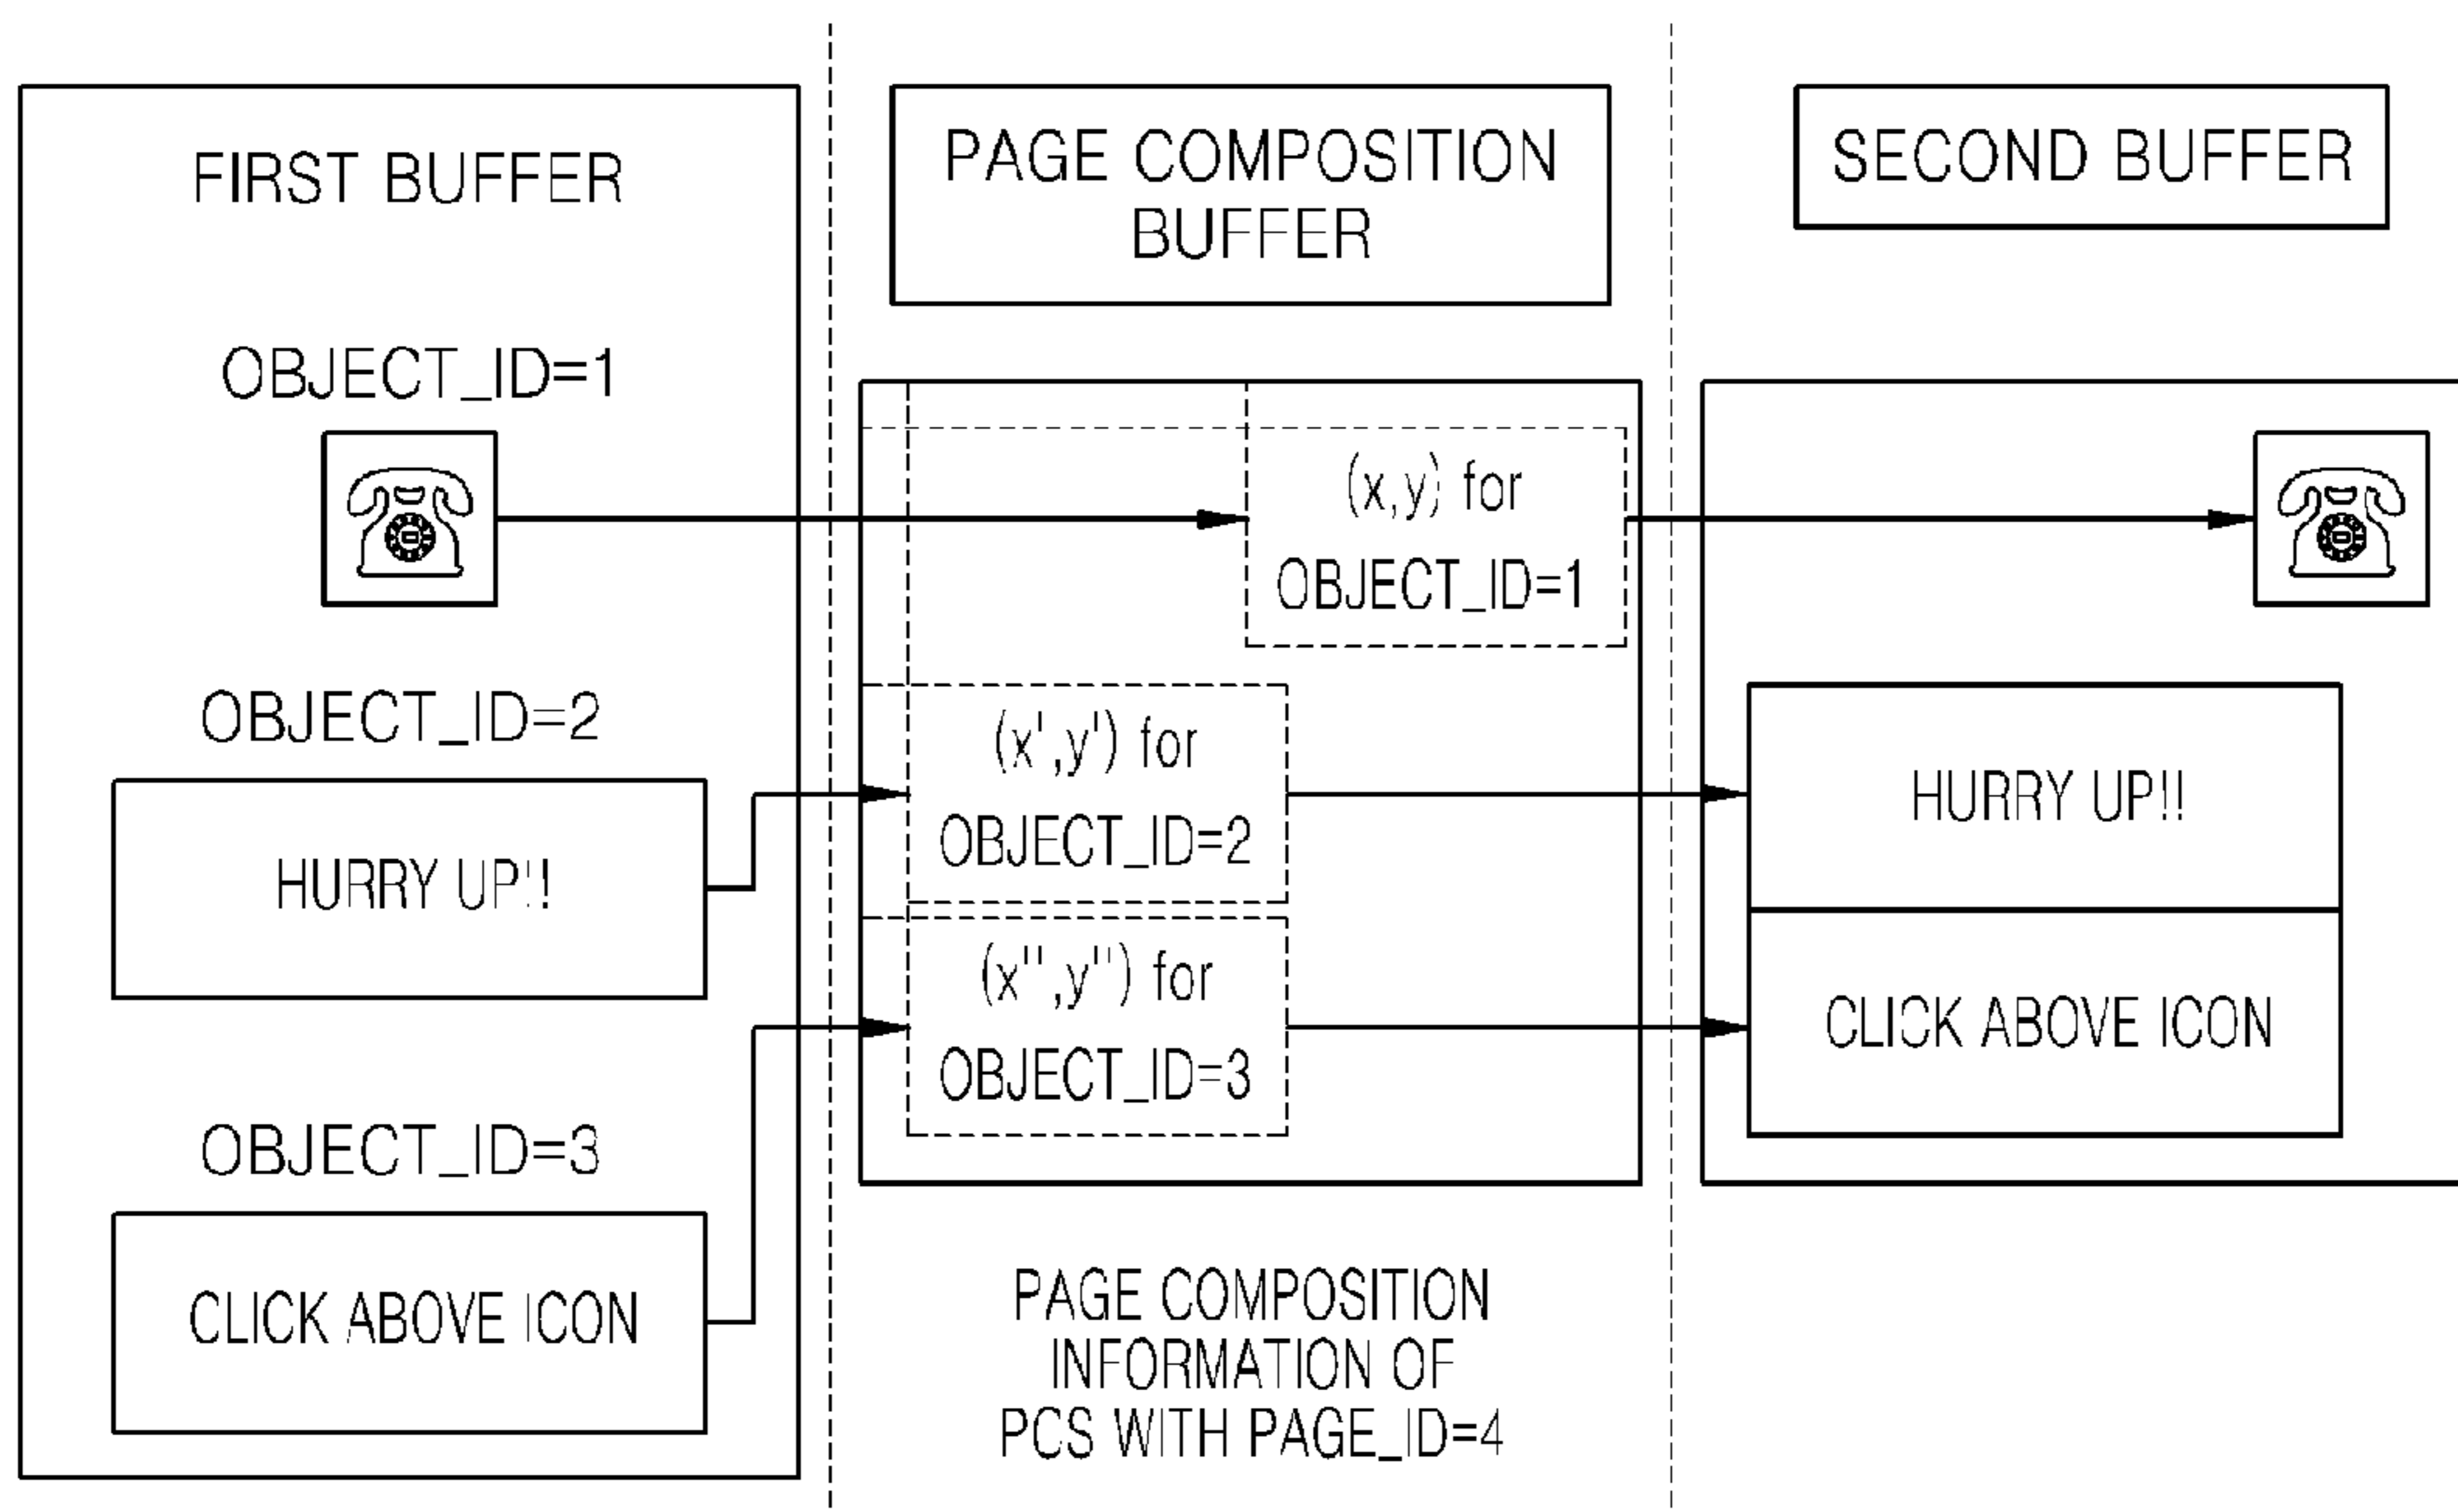 FIRST BUFFER
OBJECT_ID=1
OBJECT_ID=2
HURRY UP!!
OBJECT_ID=3
CLICK ABOVE ICON
PAGE COMPOSITION
BUFFER
(x,y) for
OBJECT_ID=1
(x',y') for
OBJECT_ID=2
(x'',y'') for
OBJECT_ID=3
PAGE COMPOSITION
INFORMATION OF
PCS WITH PAGE_ID=4
SECOND BUFFER
HURRY UP!!
CLICK ABOVE ICON